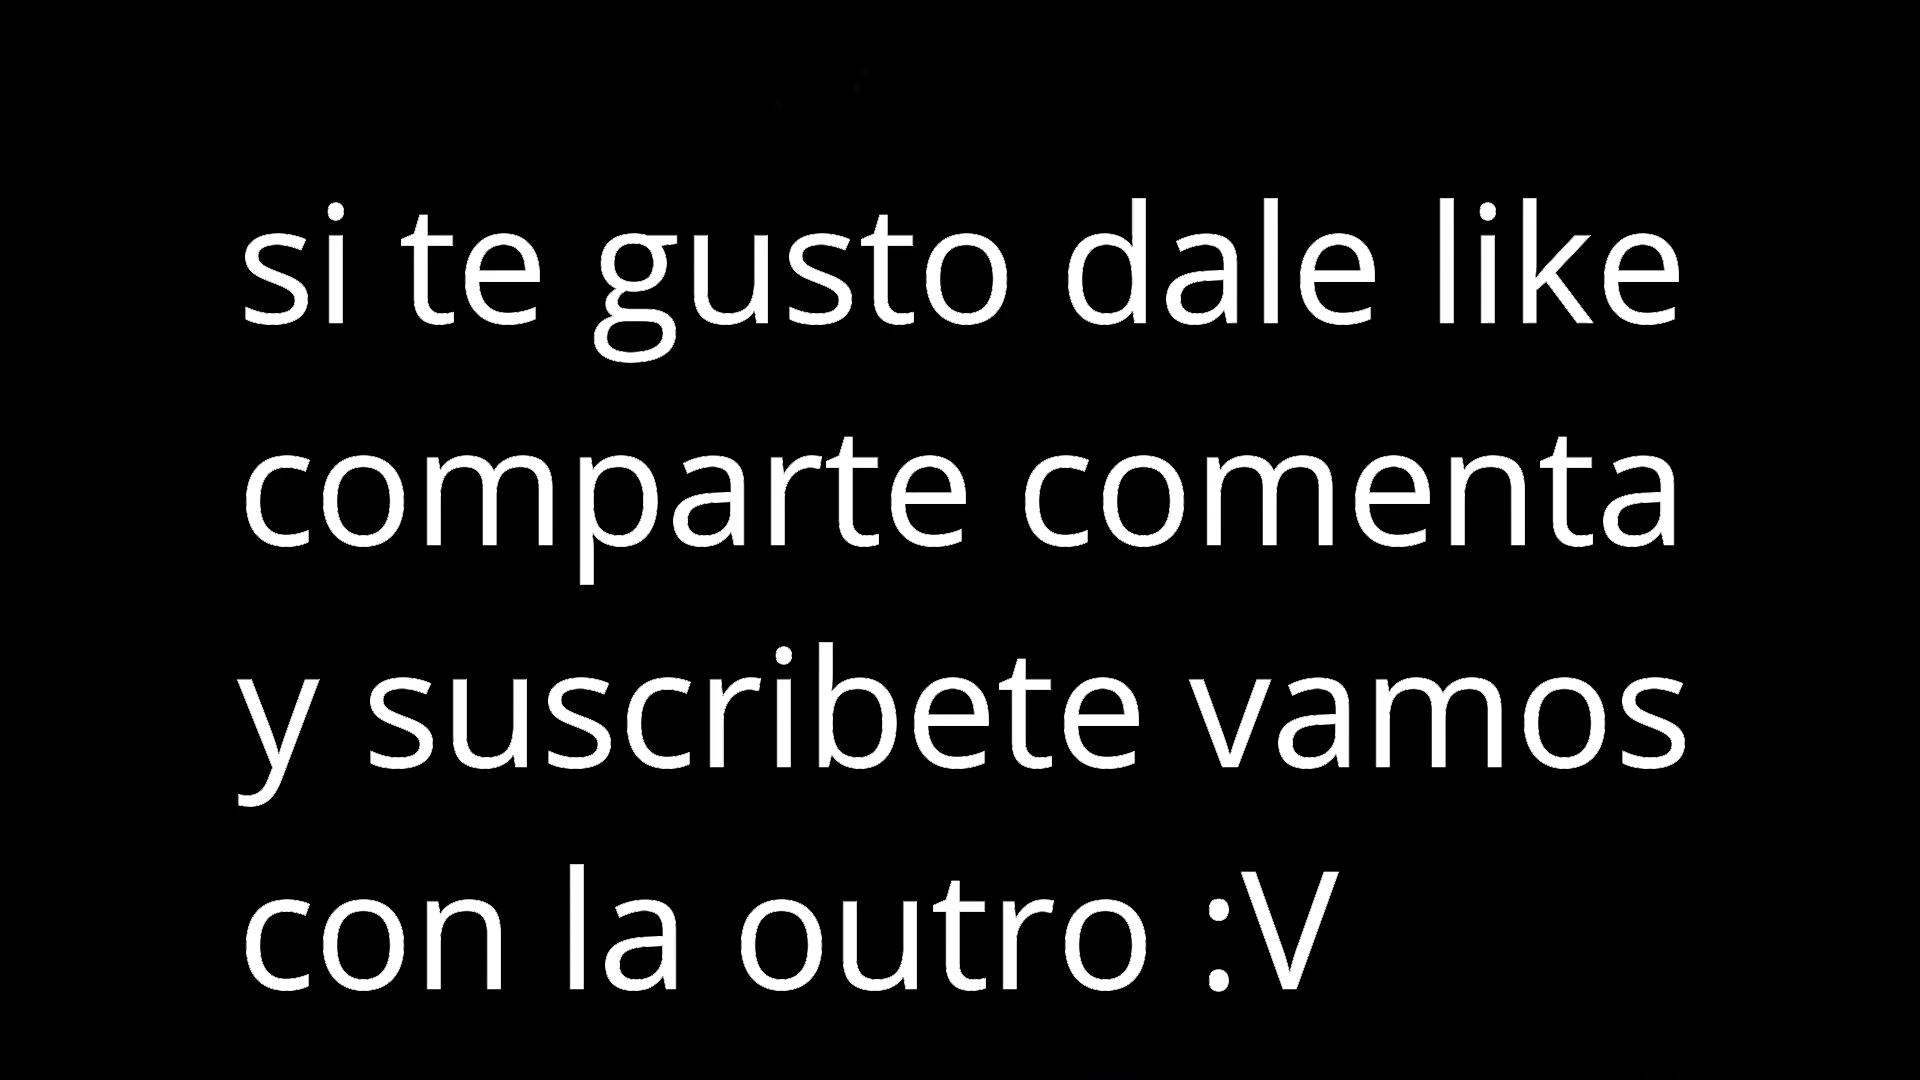 si te gusto dale like
comparte comenta
y suscribete vamos
con la outro :V